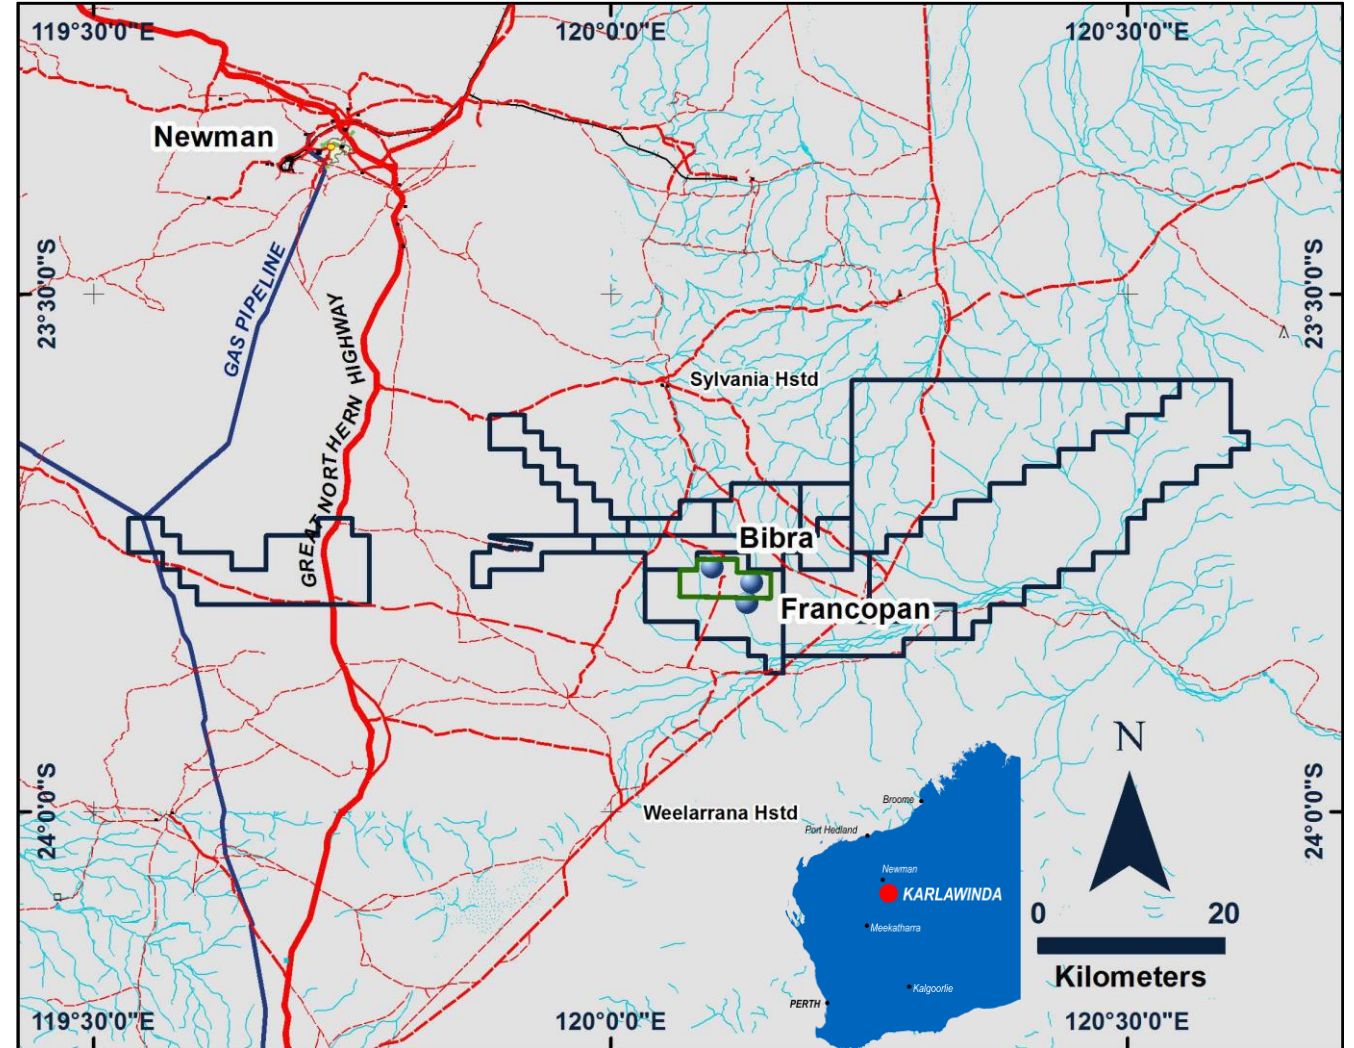 119°30'0"E
120°0'0"E
120°30'0"E
Newman
23°30'0"S
23°30'0"S
GAS PIPELINE
GREAT NORTHERN HIGHWAY
Sylvania Hstd
Bibra
Francopan
N
24°0'0"S
Weelarrana Hstd
24°0'0"S
Broome
Port Hedland
Newman
KARLAWINDA
Meekatharra
Kalgoorlie
PERTH
0 20
Kilometers
119°30'0"E
120°0'0"E
120°30'0"E